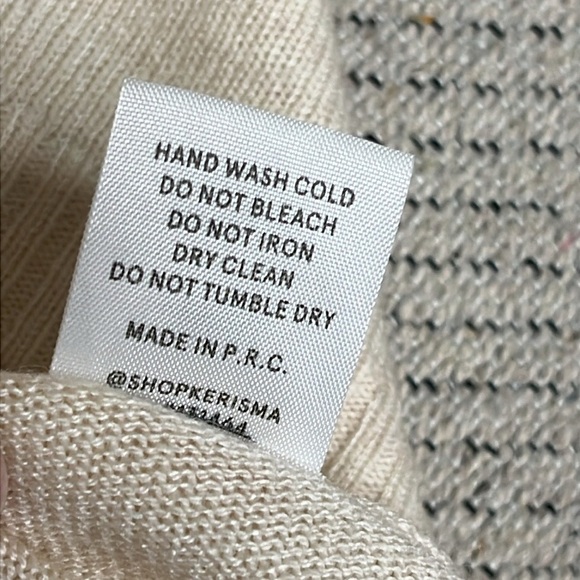 HAND WASH COLD
DO NOT BLEACH
DO NOT IRON
DRY CLEAN
DO NOT TUMBLE DRY
MADE IN P.R.C.
@SHOPKERISMA